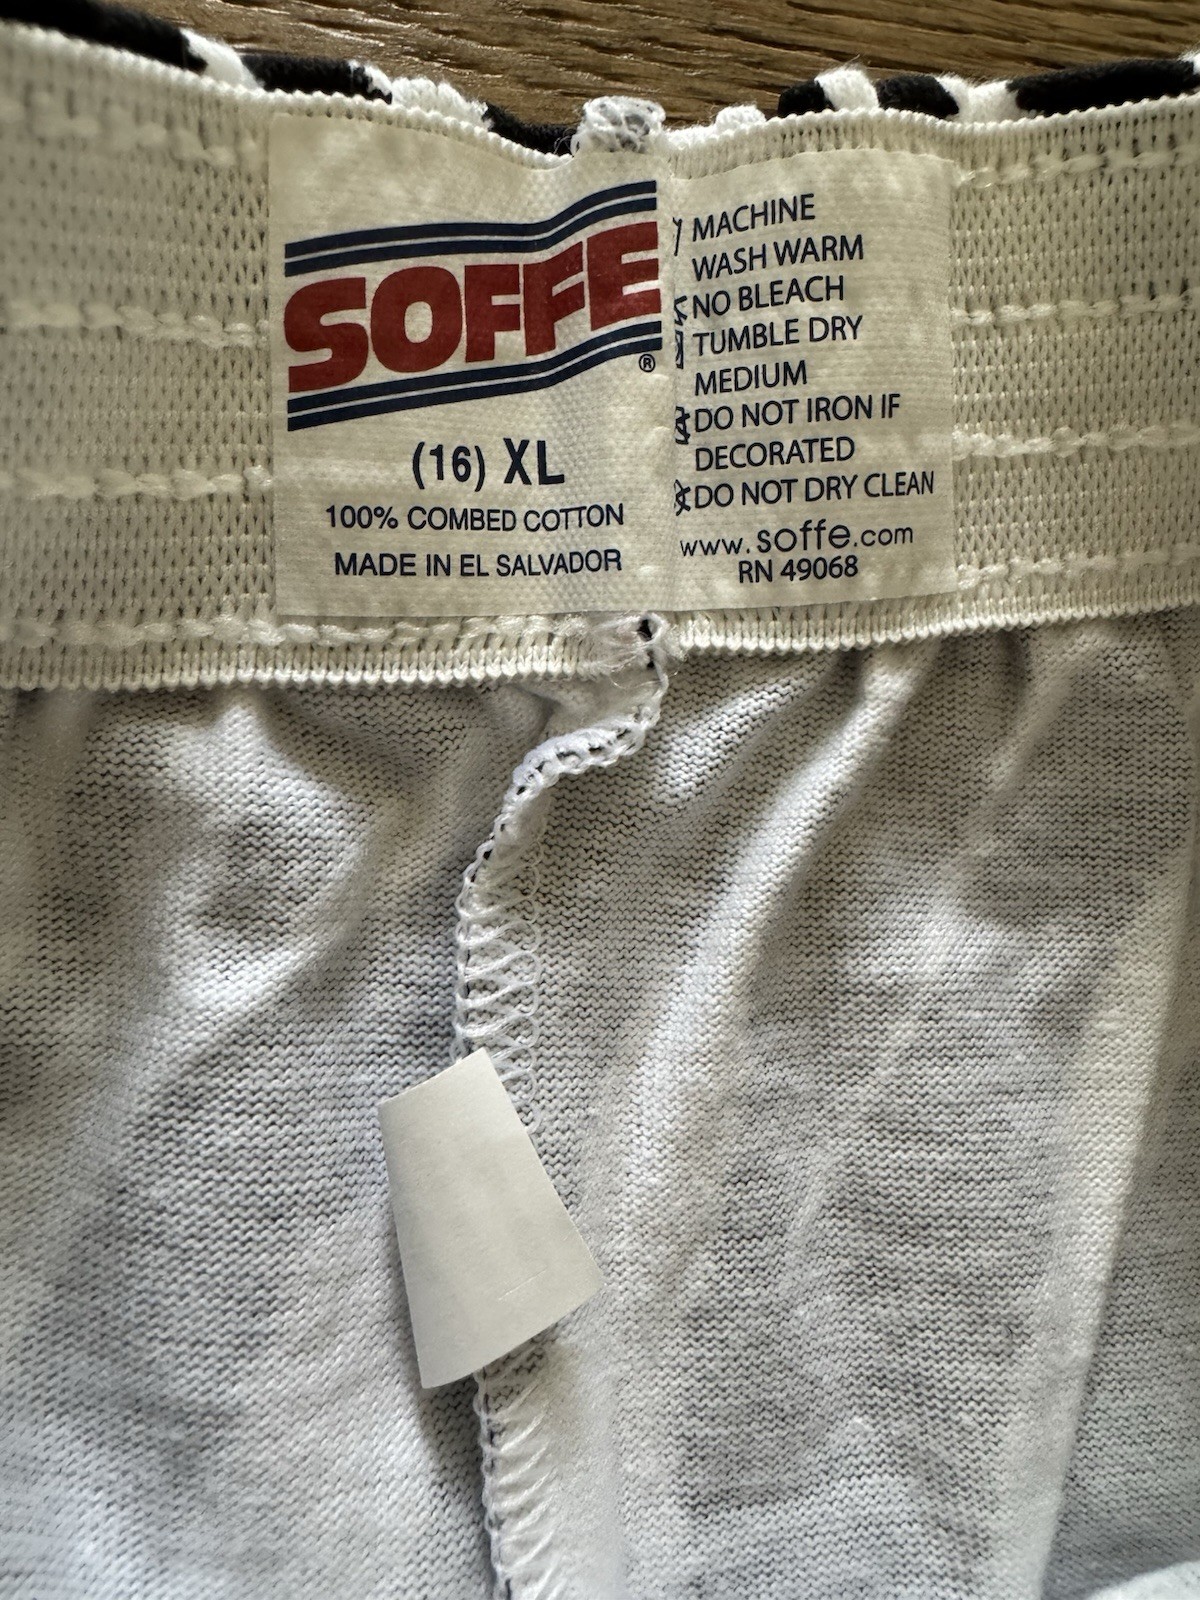 SOFFE®
(16) XL
100% COMBED COTTON
MADE IN EL SALVADOR
MACHINE
WASH WARM
NO BLEACH
TUMBLE DRY
MEDIUM
DO NOT IRON IF
DECORATED
DO NOT DRY CLEAN
www.soffe.com
RN 49068